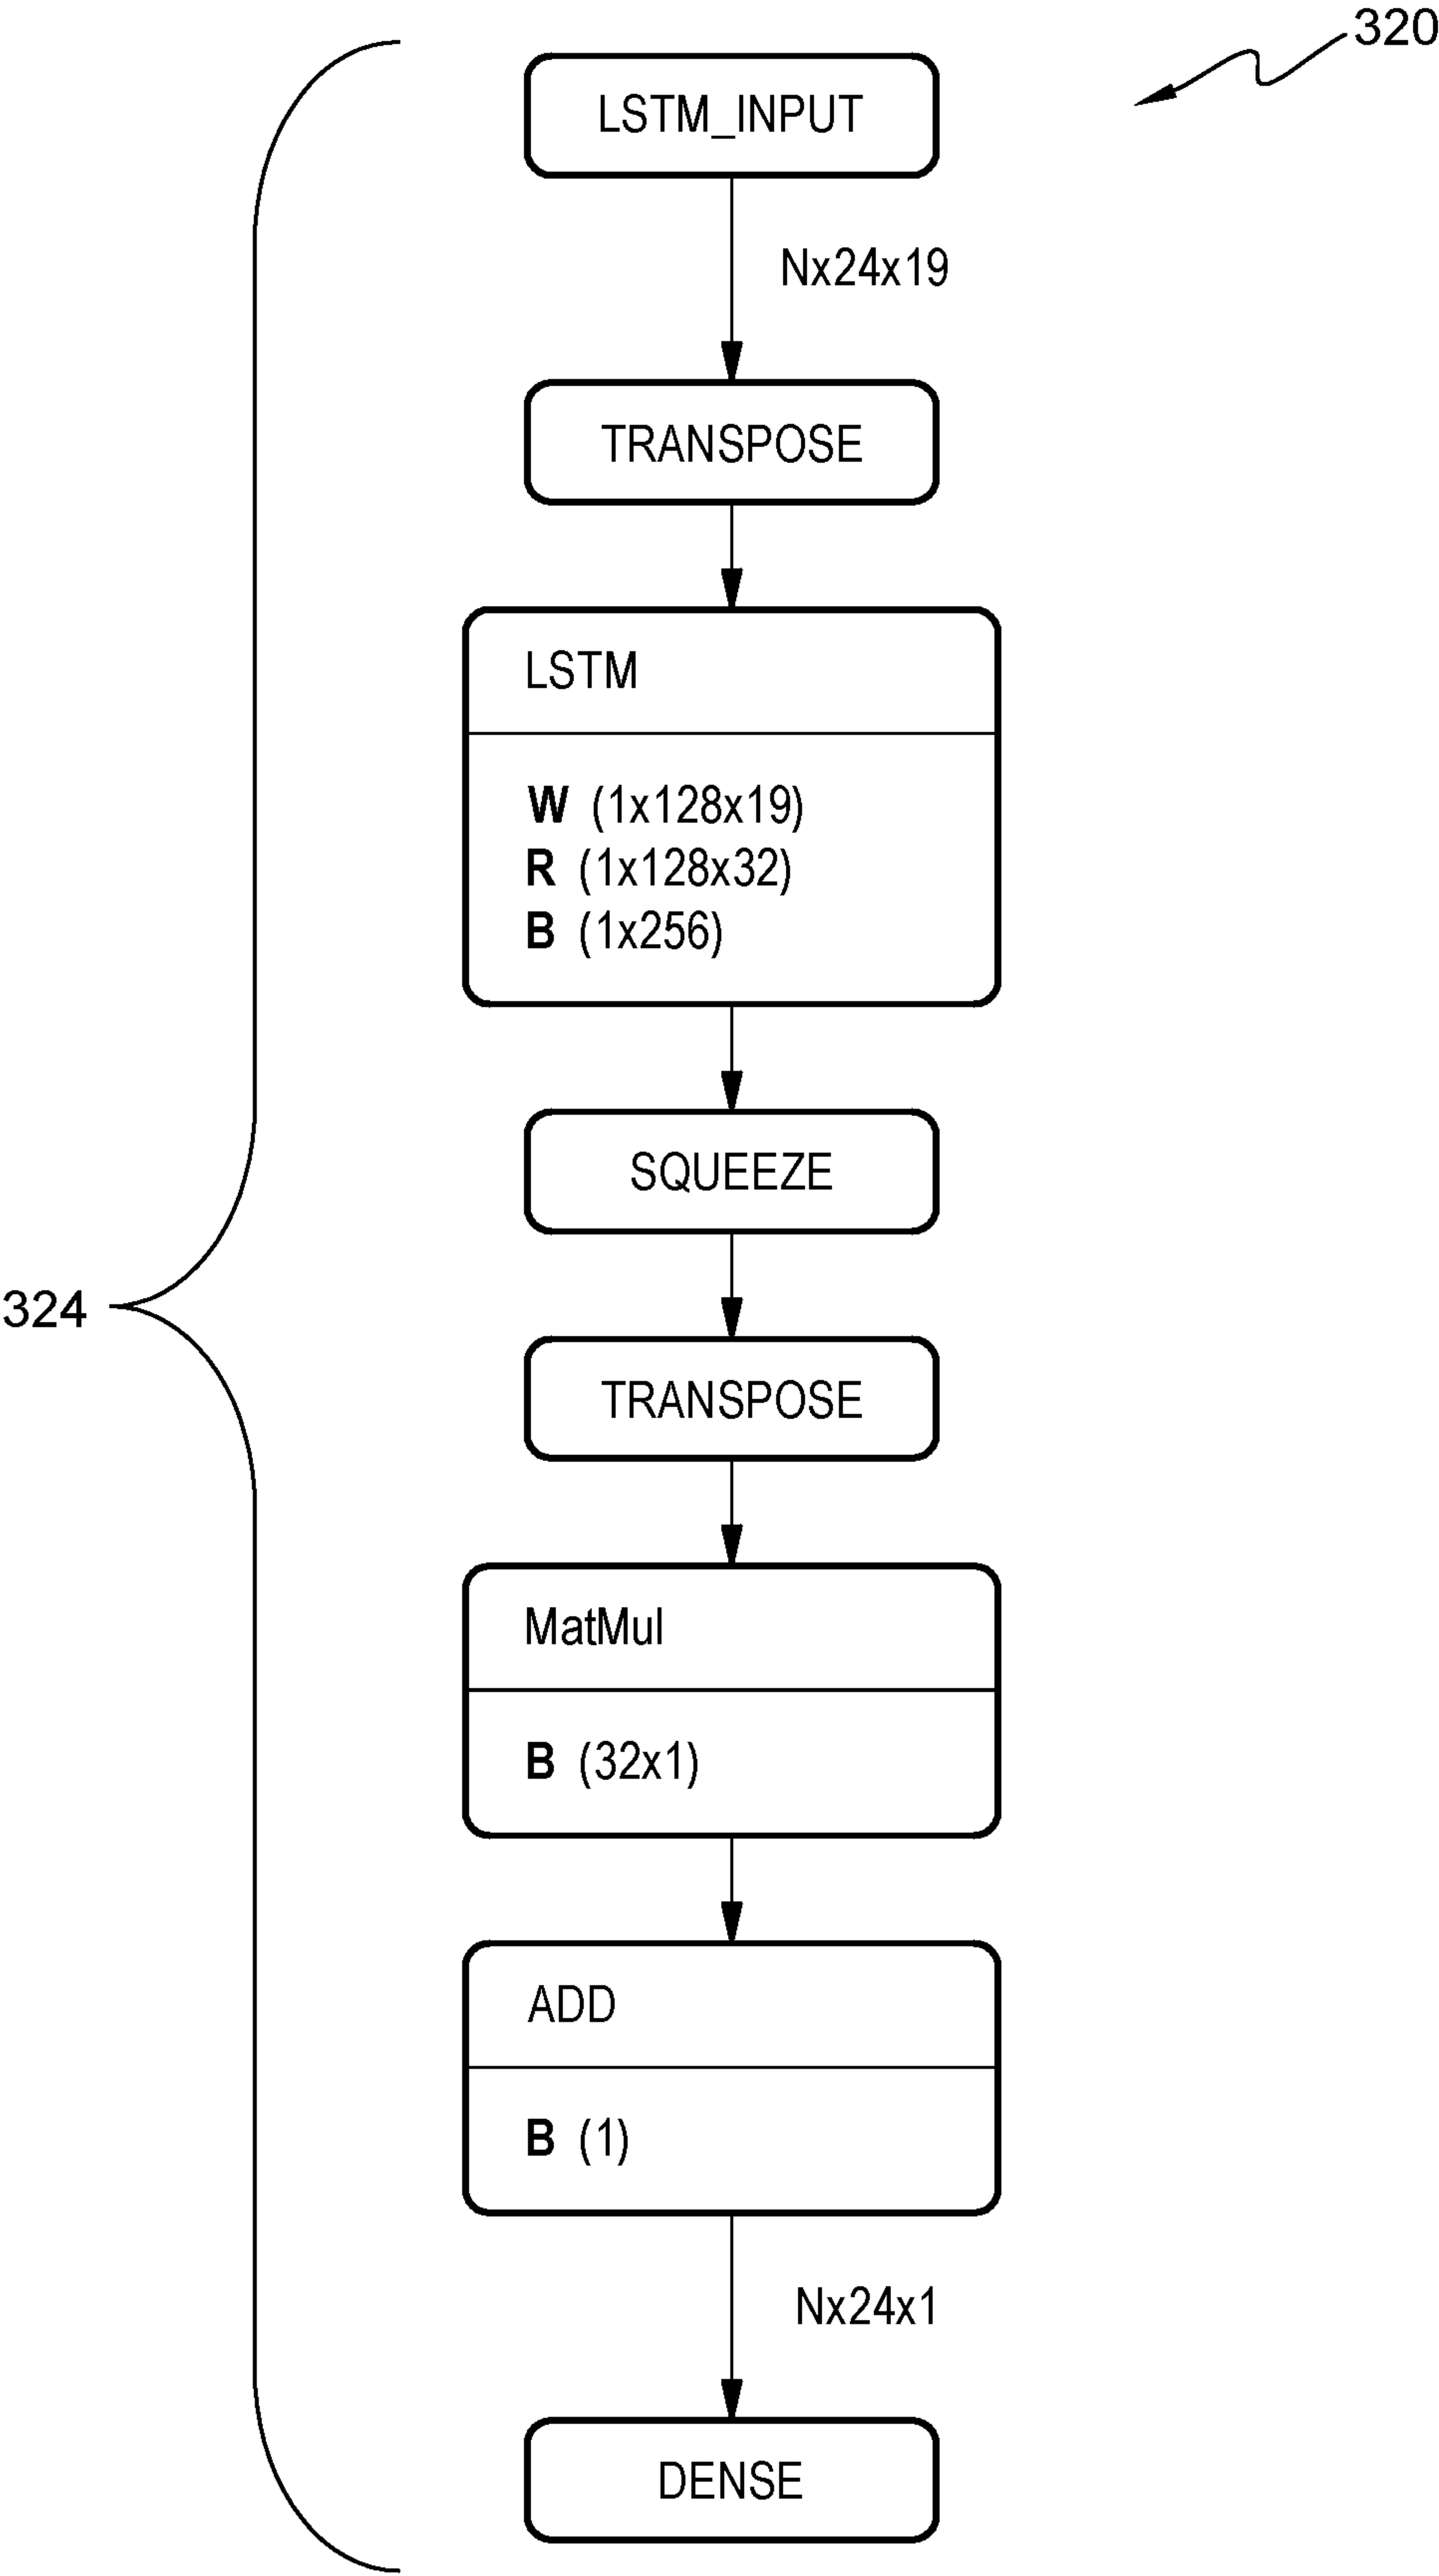 320
LSTM_INPUT
Nx24x19
TRANSPOSE
LSTM
W (1x128x19)
R (1x128x32)
B (1x256)
SQUEEZE
324
TRANSPOSE
MatMul
B (32x1)
ADD
B (1)
Nx24x1
DENSE